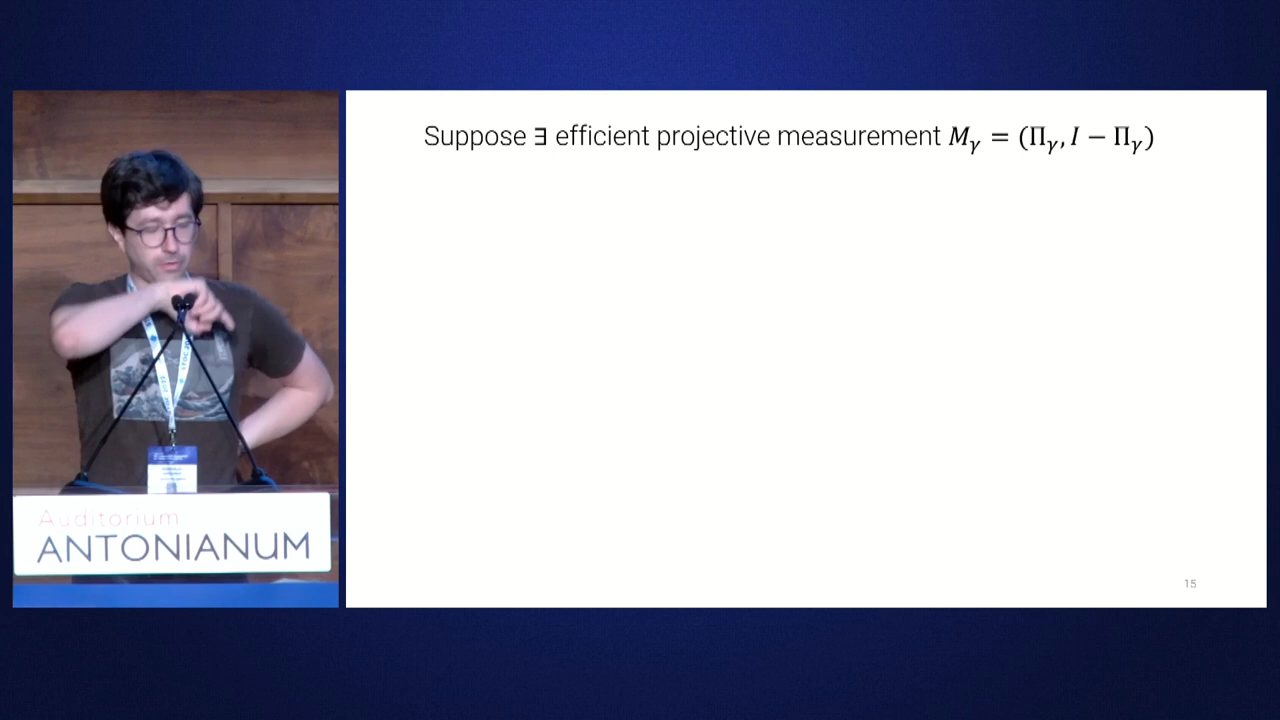 Suppose ∃ efficient projective measurement M_γ = (Π_γ, I − Π_γ)
Auditorium
ANTONIANUM
15